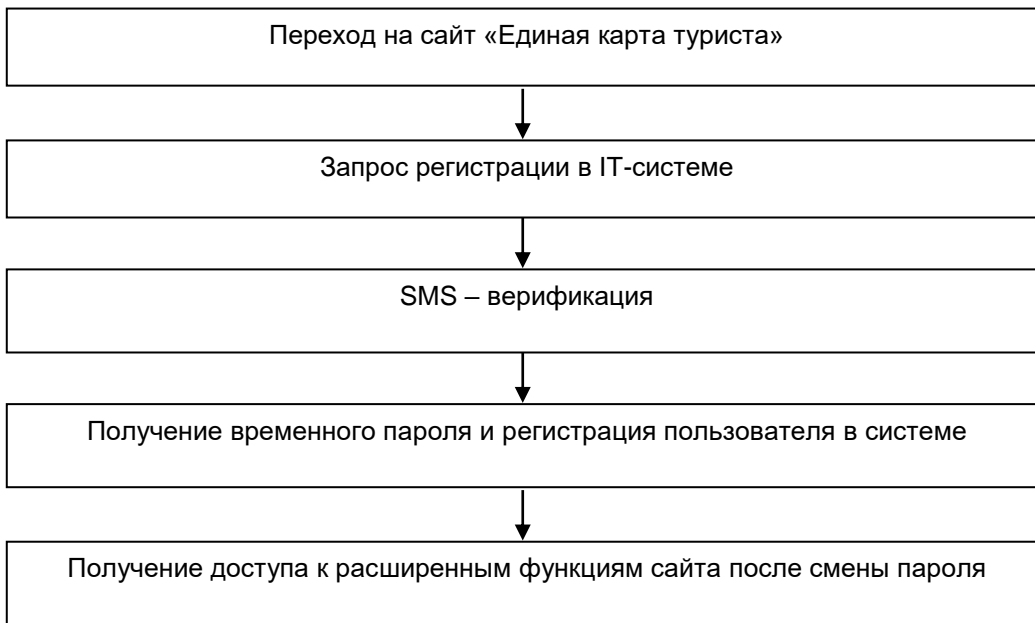 Переход на сайт «Единая карта туриста»
Запрос регистрации в IT-системе
SMS – верификация
Получение временного пароля и регистрация пользователя в системе
Получение доступа к расширенным функциям сайта после смены пароля